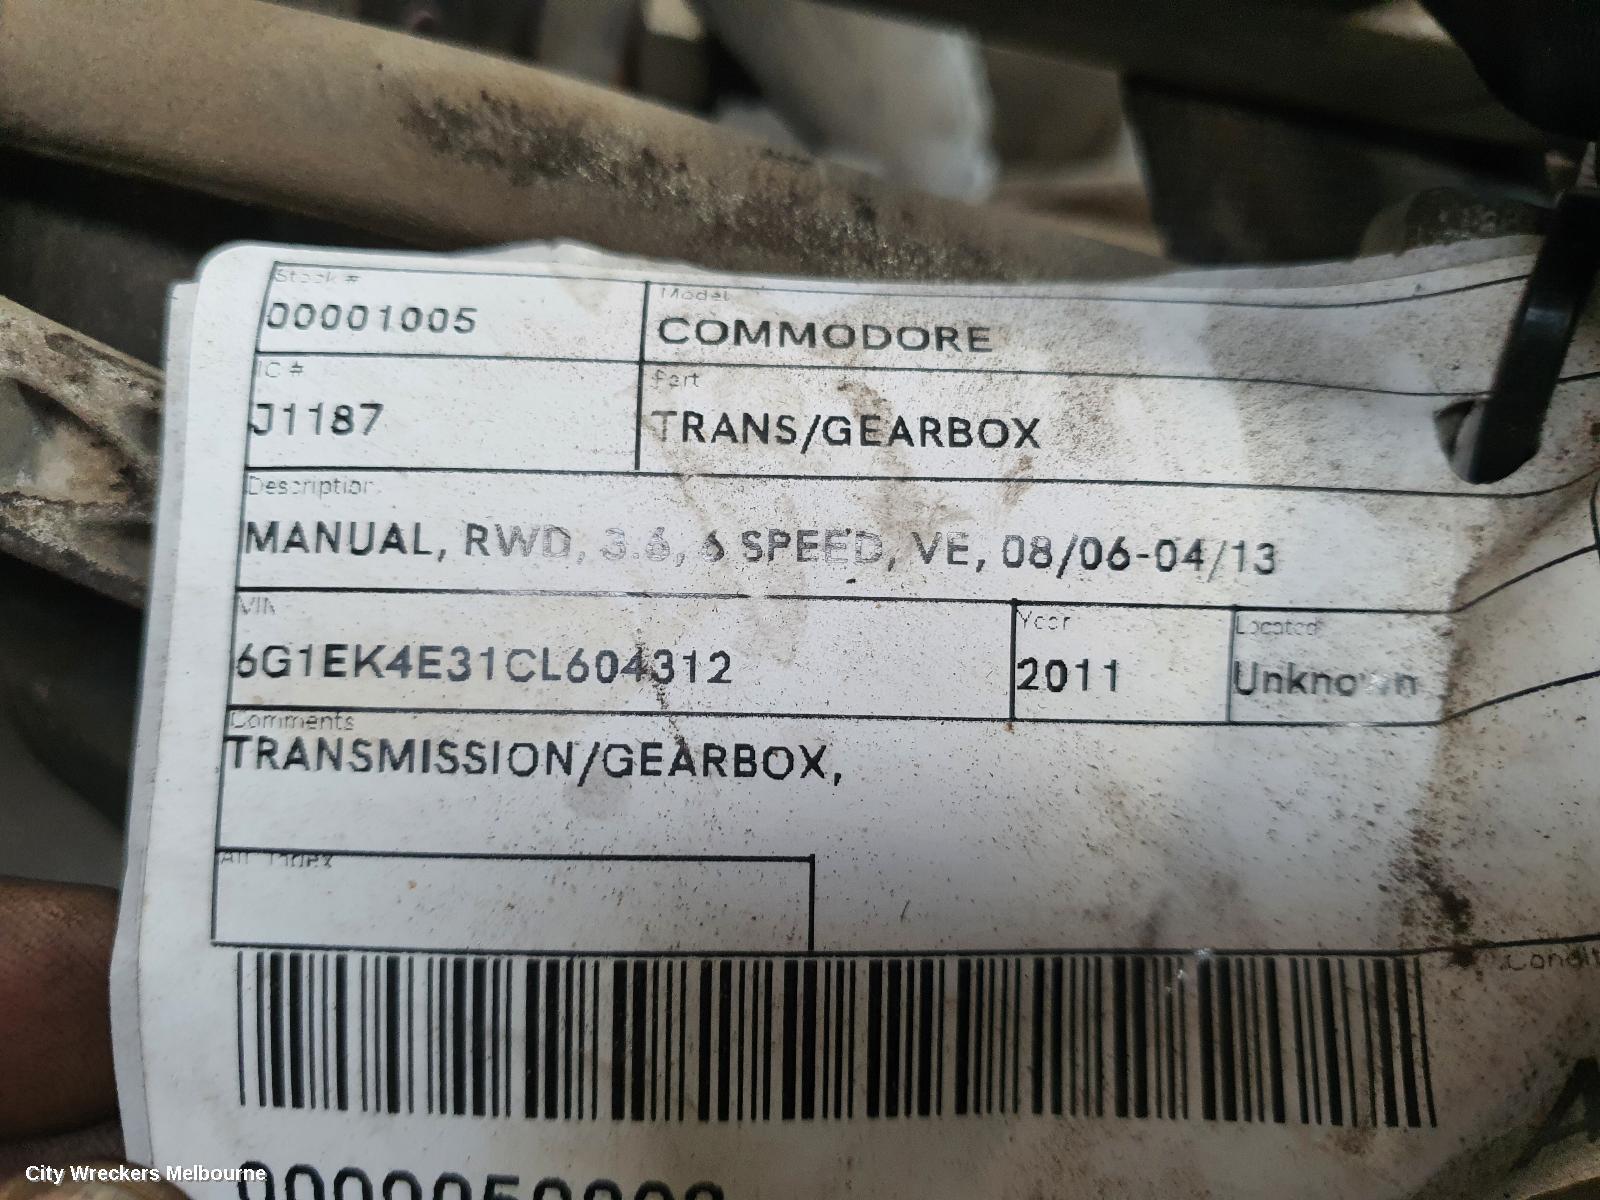 Stock #
00001005
Model
COMMODORE
IC #
J1187
Part
TRANS/GEARBOX
Description
MANUAL, RWD, 3.6, 6 SPEED, VE, 08/06-04/13
VIN
6G1EK4E31CL604312
Year
2011
Located
Unknown
Comments
TRANSMISSION/GEARBOX,
Index
City Wreckers Melbourne